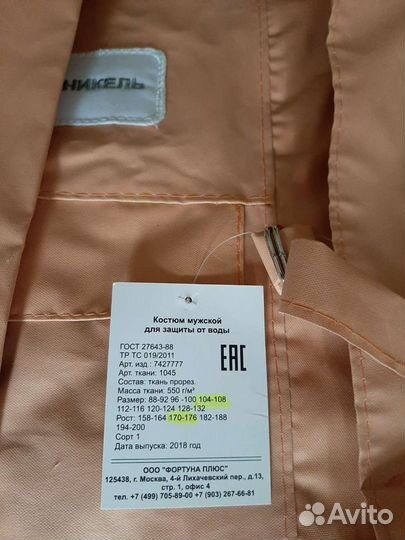 НИКЕЛЬ
Костюм мужской
для защиты от воды
ГОСТ 27643-88
ТР ТС 019/2011
Арт. изд.: 7427777
Арт. ткани: 1045
Состав: ткань прорез.
Масса ткани: 550 г/м²
Размер: 88-92 96 -100 104-108
112-116 120-124 128-132
Рост: 158-164 170-176 182-188
194-200
Сорт 1
Дата выпуска: 2018 год
EAC
ООО "ФОРТУНА ПЛЮС"
125438, г. Москва, 4-й Лихачевский пер., д.13,
стр. 1, офис 4
тел. +7 (499) 705-89-00 +7 (903) 267-66-81
Avito